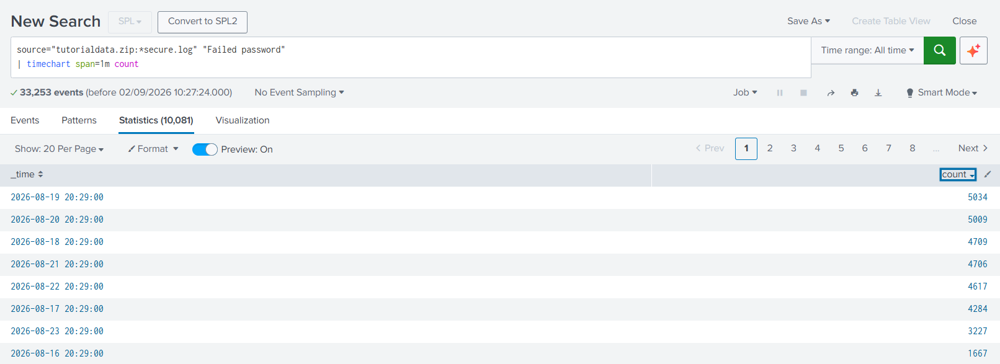 New Search SPL Convert to SPL2 Save As Create Table View Close
source="tutorialdata.zip:*secure.log" "Failed password"
| timechart span=1m count
Time range: All time
33,253 events (before 02/09/2026 10:27:24.000) No Event Sampling Job Smart Mode
Events Patterns Statistics (10,081) Visualization
Show: 20 Per Page Format Preview: On Prev 1 2 3 4 5 6 7 8 ... Next
_time count
2026-08-19 20:29:00 5034
2026-08-20 20:29:00 5009
2026-08-18 20:29:00 4709
2026-08-21 20:29:00 4706
2026-08-22 20:29:00 4617
2026-08-17 20:29:00 4284
2026-08-23 20:29:00 3227
2026-08-16 20:29:00 1667